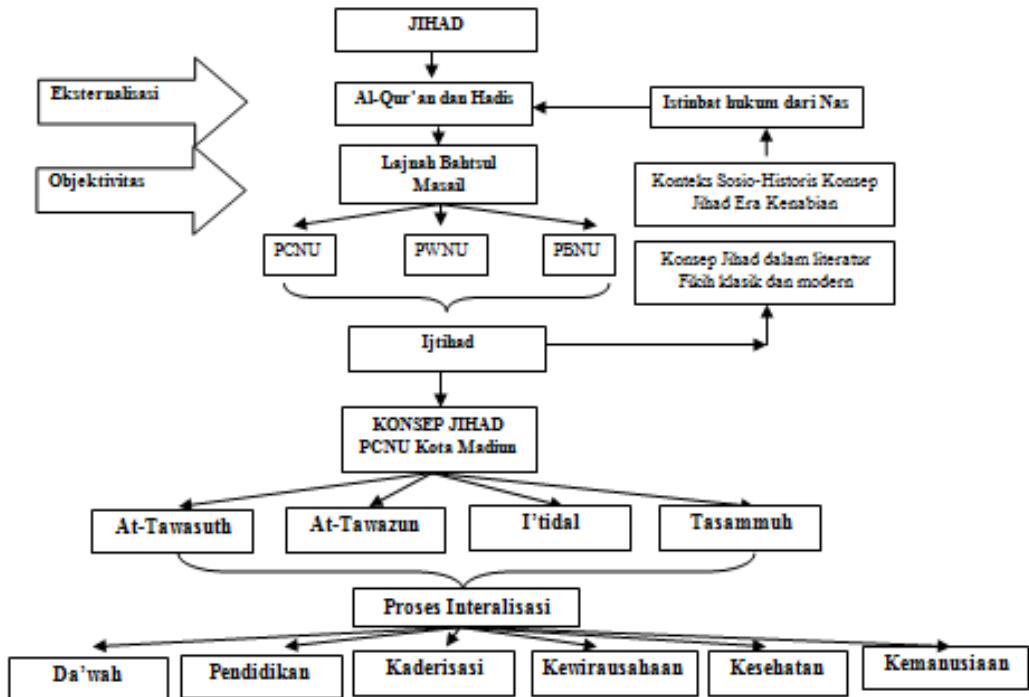 JIHAD
Eksternalisasi
Al-Qur’an dan Hadis
Istinbat hukum dari Nas
Objektivitas
Lajnah Bahtsul
Masail
Konteks Sosio-Historis Konsep
Jihad Era Kenabian
PCNU
PWNU
PBNU
Konsep Jihad dalam literatur
Fikih klasik dan modern
Ijtihad
KONSEP JIHAD
PCNU Kota Madiun
At-Tawasuth
At-Tawazun
I’tidal
Tasammuh
Proses Interalisasi
Da’wah
Pendidikan
Kaderisasi
Kewirausahaan
Kesehatan
Kemanusiaan